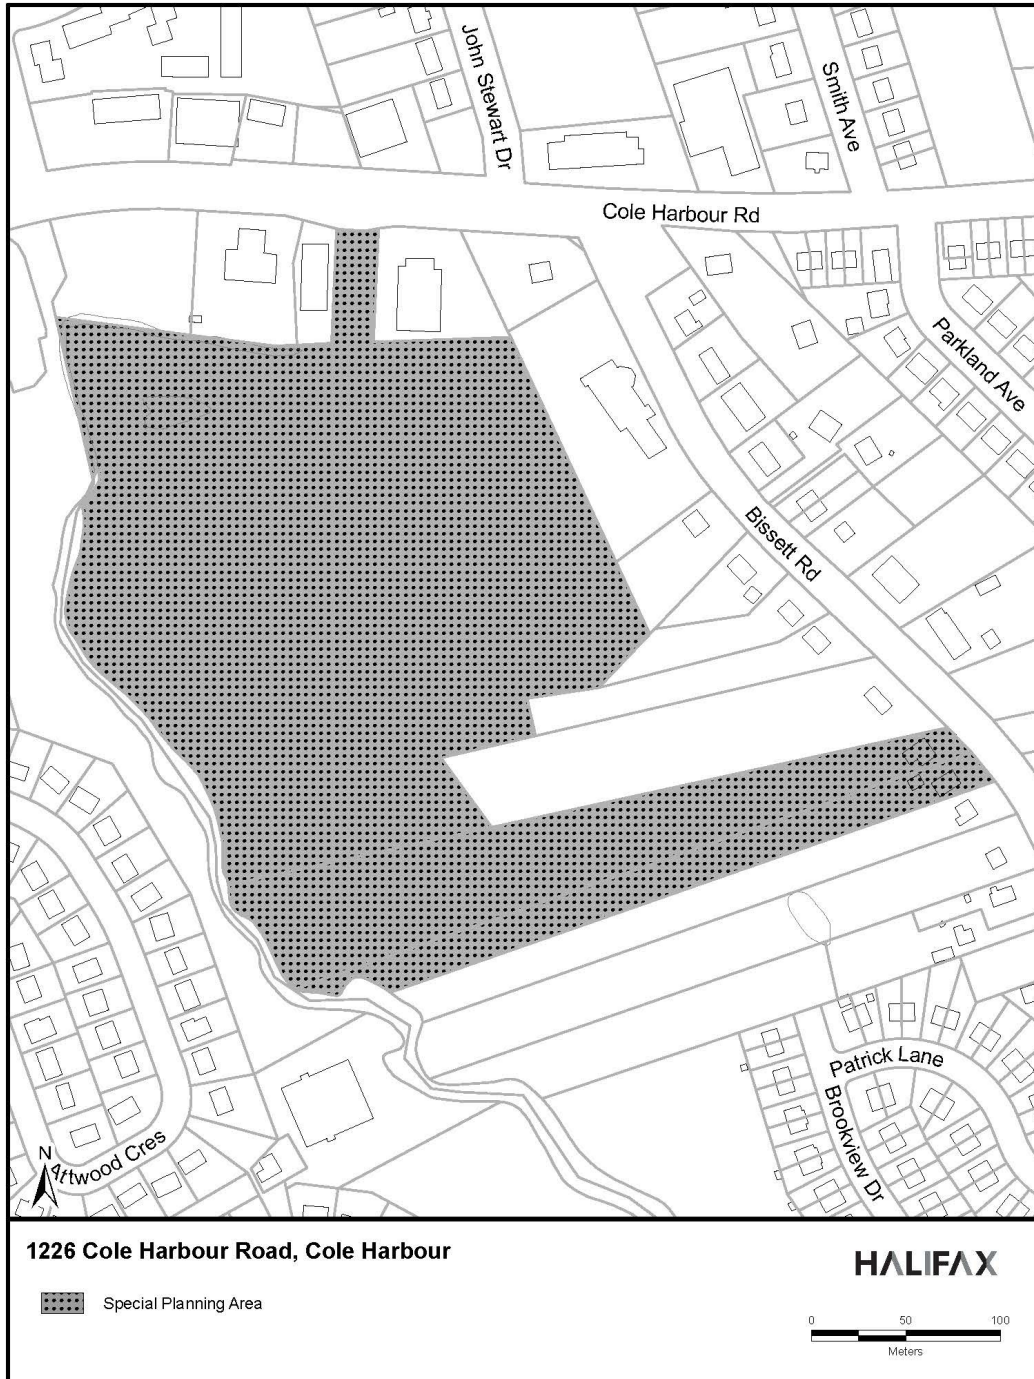 John Stewart Dr
Smith Ave
Cole Harbour Rd
Parkland Ave
Bissett Rd
Patrick Lane
Brookview Dr
N
Attwood Cres
1226 Cole Harbour Road, Cole Harbour
HALIFAX
Special Planning Area
0 50 100
Meters